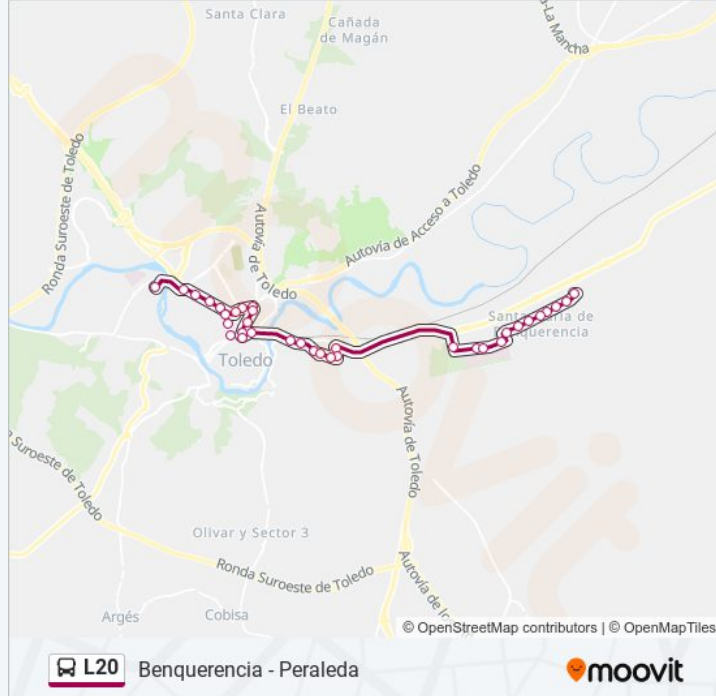 Santa Clara
Cañada
de Magán
-La Mancha
El Beato
Ronda Suroeste de Toledo
Autovía de Toledo
Autovía de Acceso a Toledo
Santa María de
Benquerencia
Toledo
Autovía de Toledo
Suroeste de Toledo
Olivar y Sector 3
Ronda Suroeste de Toledo
Argés
Cobisa
© OpenStreetMap contributors | © OpenMapTiles
L20 Benquerencia - Peraleda
moovit